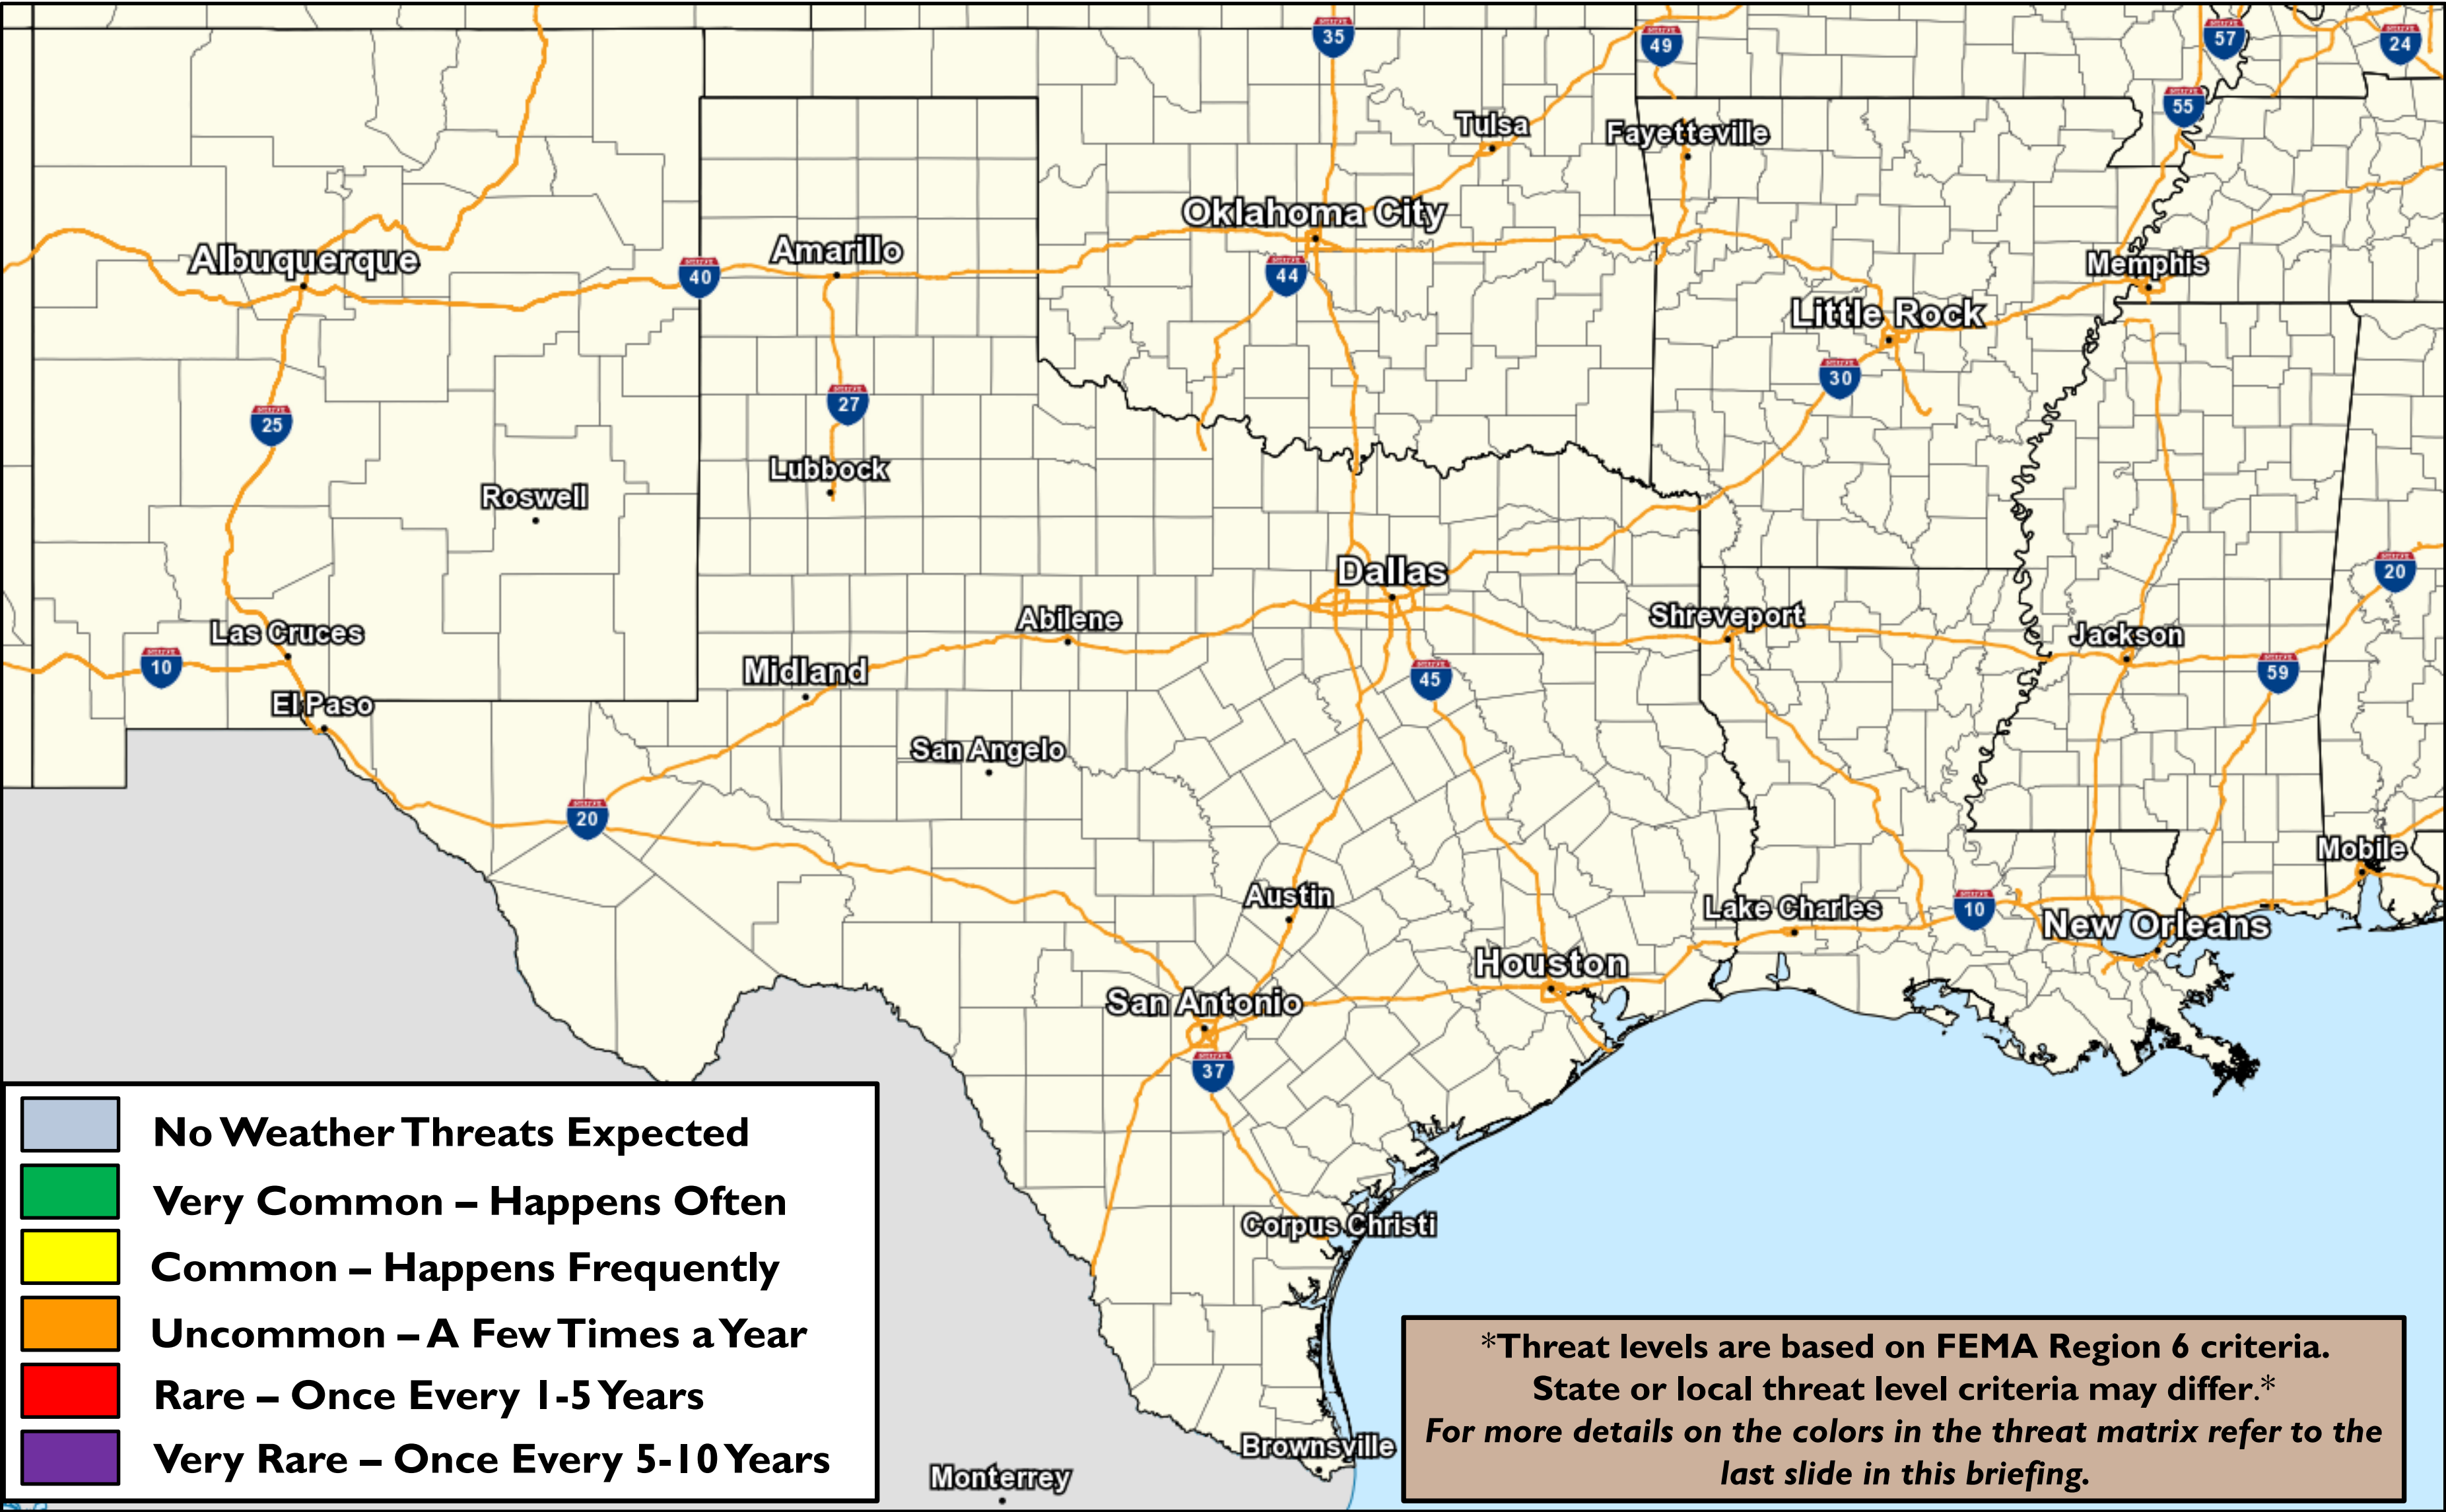 35
49
57
24
55
Tulsa
Fayetteville
Oklahoma City
Albuquerque
Amarillo
40
44
Memphis
Little Rock
30
25
27
Lubbock
Roswell
Dallas
20
Las Cruces
Abilene
Shreveport
Jackson
10
Midland
45
59
El Paso
San Angelo
20
Mobile
Austin
Lake Charles
10
New Orleans
Houston
San Antonio
37
Corpus Christi
Brownsville
Monterrey
No Weather Threats Expected
Very Common – Happens Often
Common – Happens Frequently
Uncommon – A Few Times a Year
Rare – Once Every 1-5 Years
Very Rare – Once Every 5-10 Years
*Threat levels are based on FEMA Region 6 criteria.
State or local threat level criteria may differ.*
For more details on the colors in the threat matrix refer to the
last slide in this briefing.